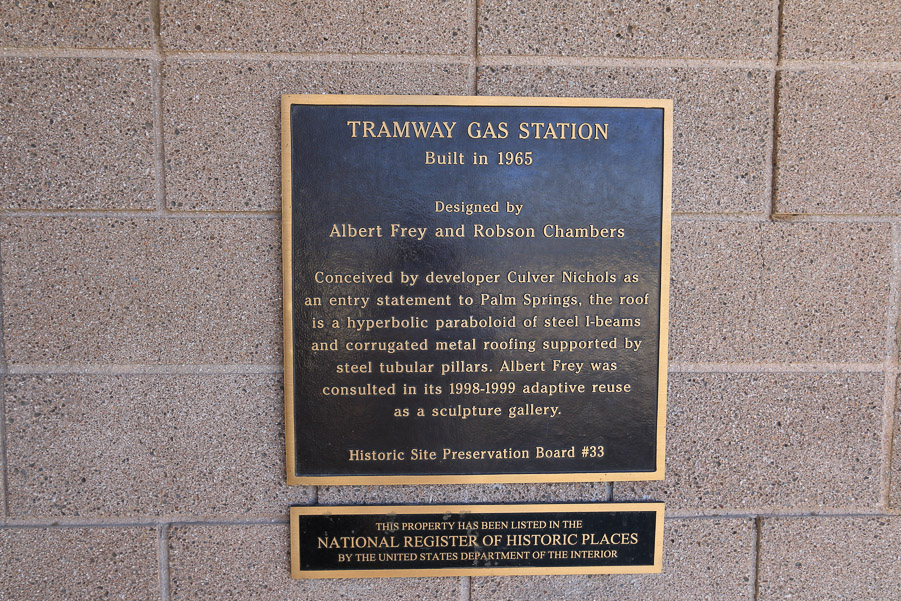 TRAMWAY GAS STATION
Built in 1965
Designed by
Albert Frey and Robson Chambers
Conceived by developer Culver Nichols as
an entry statement to Palm Springs, the roof
is a hyperbolic paraboloid of steel I-beams
and corrugated metal roofing supported by
steel tubular pillars. Albert Frey was
consulted in its 1998-1999 adaptive reuse
as a sculpture gallery.
Historic Site Preservation Board #33
THIS PROPERTY HAS BEEN LISTED IN THE
NATIONAL REGISTER OF HISTORIC PLACES
BY THE UNITED STATES DEPARTMENT OF THE INTERIOR